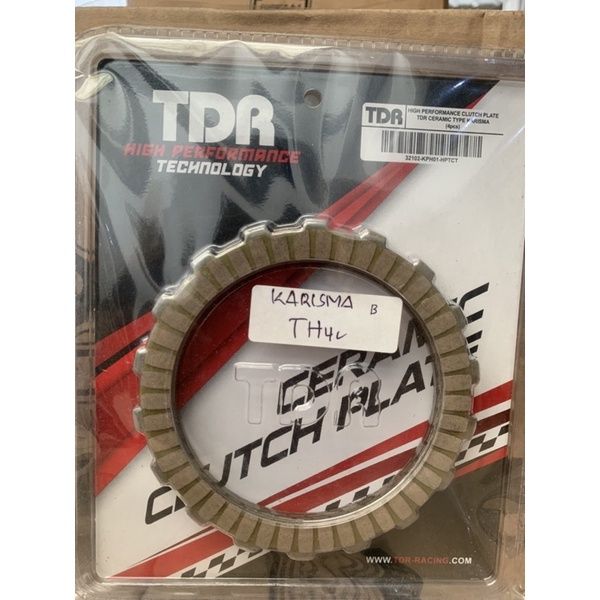 TDR
HIGH PERFORMANCE
TECHNOLOGY
TDR
HIGH PERFORMANCE CLUTCH PLATE
TDR CERAMIC TYPE KARISMA
(4pcs)
32102-KPH01-HPTCT
KARISMA B
TH4L
TDR
CERAMIC
CLUTCH PLATE
WWW.TDR-RACING.COM